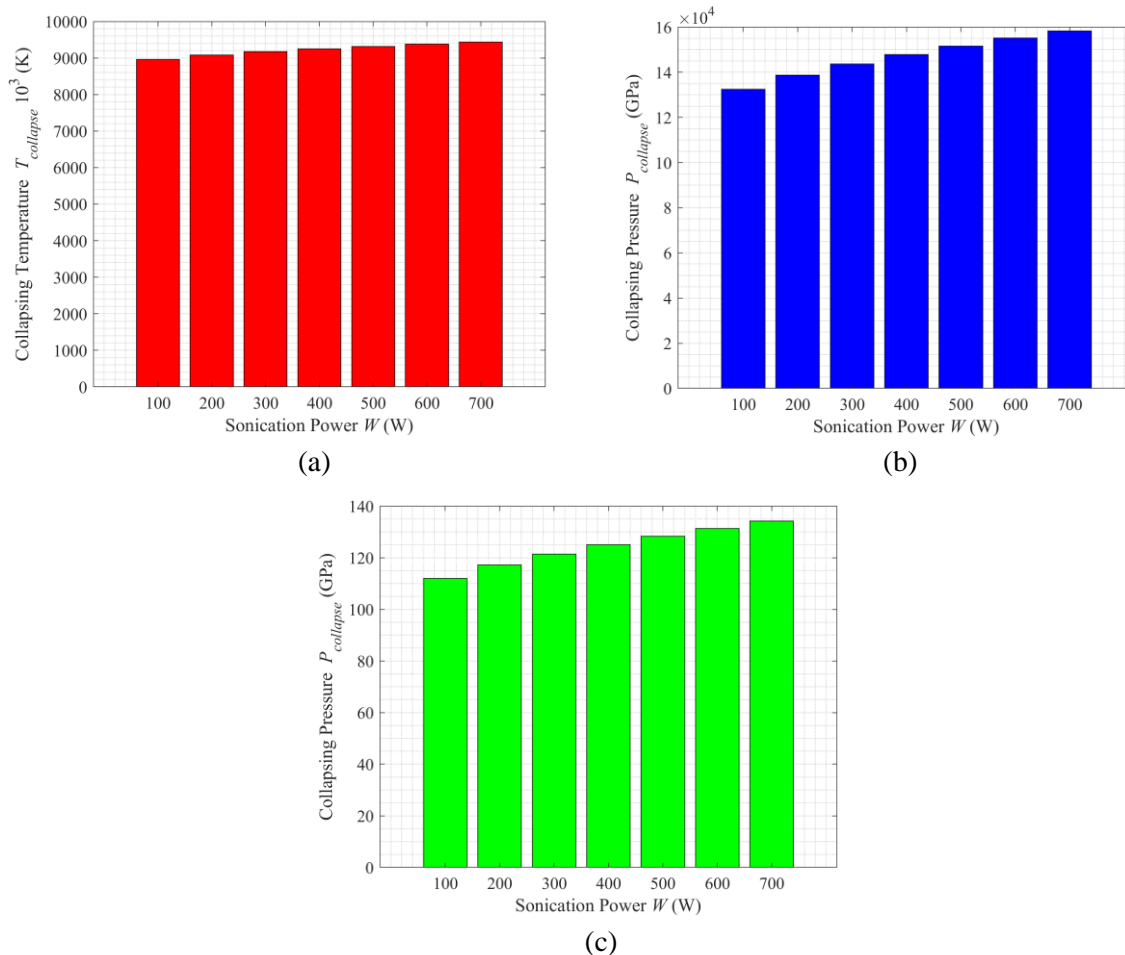 10000
9000
8000
7000
6000
5000
4000
3000
2000
1000
0
Collapsing Temperature T_collapse 10^3 (K)
100 200 300 400 500 600 700
Sonication Power W (W)
(a)
×10^4
16
14
12
10
8
6
4
2
0
Collapsing Pressure P_collapse (GPa)
100 200 300 400 500 600 700
Sonication Power W (W)
(b)
140
120
100
80
60
40
20
0
Collapsing Pressure P_collapse (GPa)
100 200 300 400 500 600 700
Sonication Power W (W)
(c)